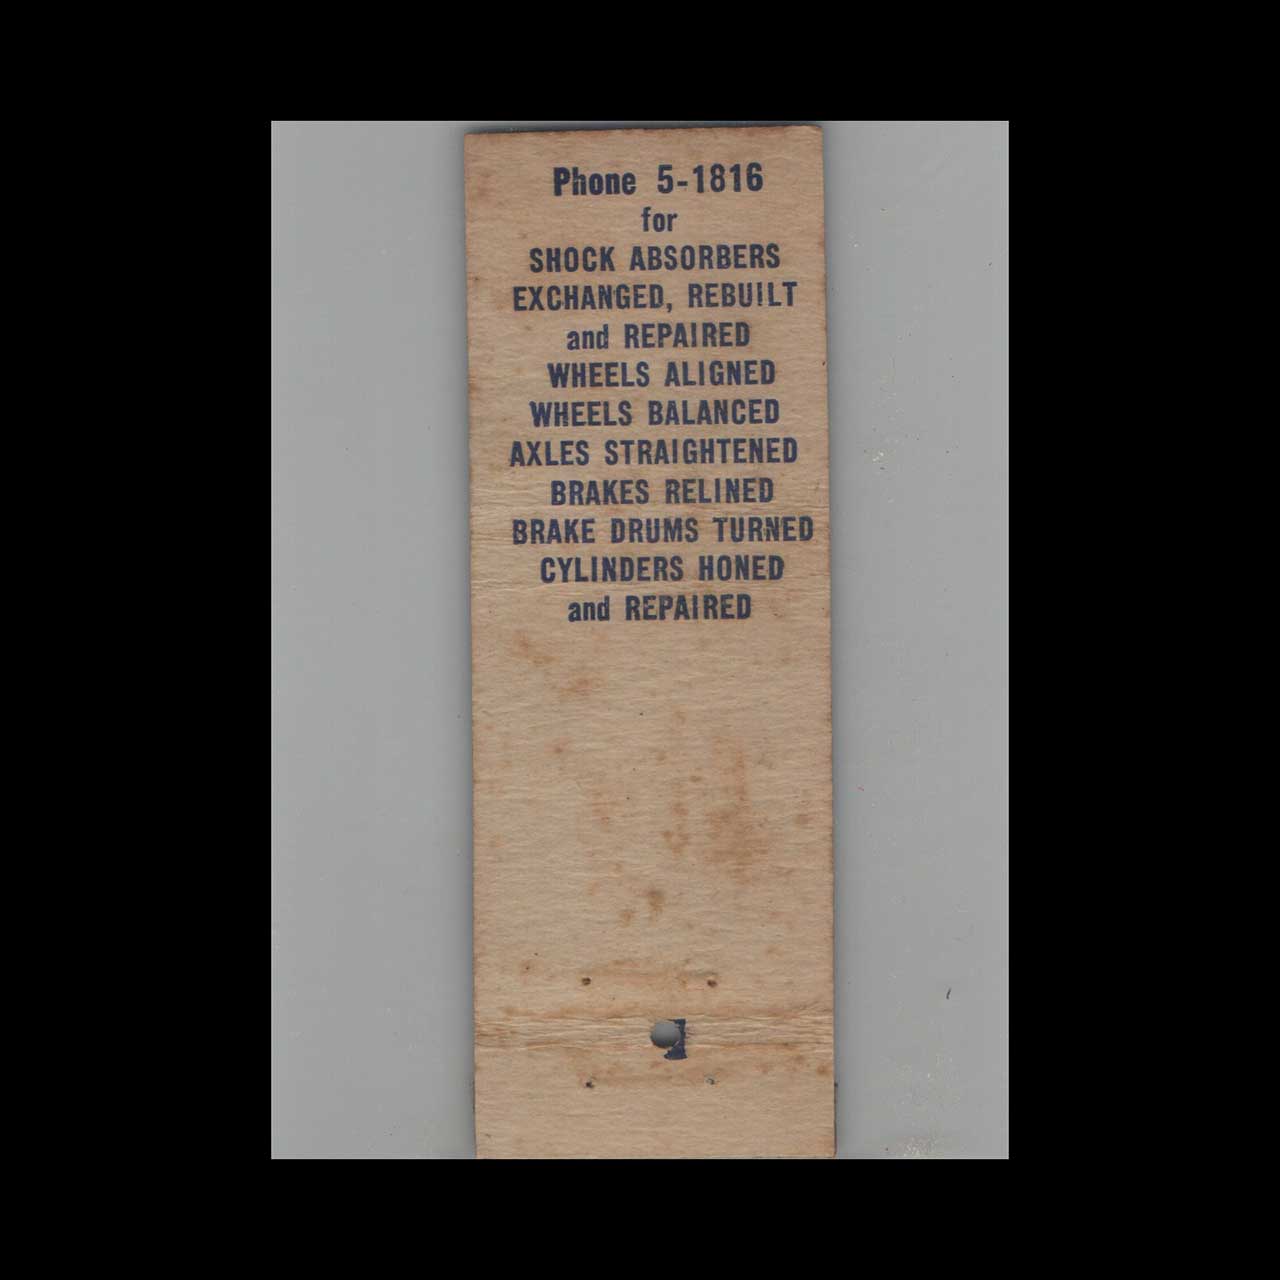 Phone 5-1816
for
SHOCK ABSORBERS
EXCHANGED, REBUILT
and REPAIRED
WHEELS ALIGNED
WHEELS BALANCED
AXLES STRAIGHTENED
BRAKES RELINED
BRAKE DRUMS TURNED
CYLINDERS HONED
and REPAIRED